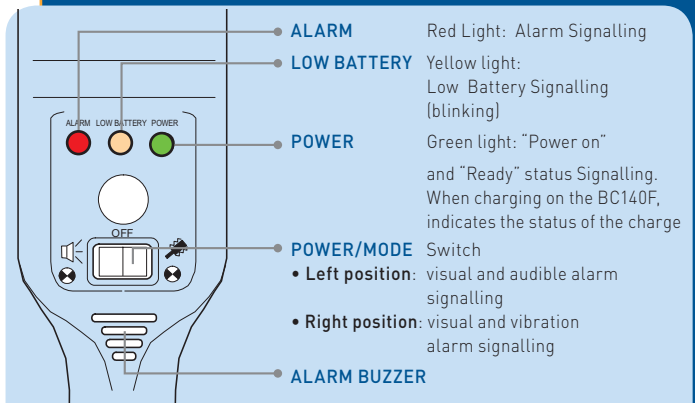 ALARM Red Light: Alarm Signalling
LOW BATTERY Yellow light:
Low Battery Signalling
(blinking)
ALARM LOW BATTERY POWER
POWER Green light: “Power on”
and “Ready” status Signalling.
When charging on the BC140F,
indicates the status of the charge
OFF
POWER/MODE Switch
• Left position: visual and audible alarm
signalling
• Right position: visual and vibration
alarm signalling
ALARM BUZZER